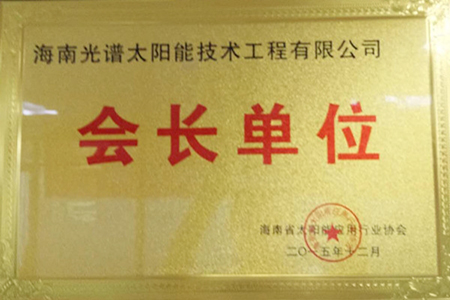 海南光谱太阳能技术工程有限公司
会长单位
海南省太阳能应用行业协会
二〇一五年十二月